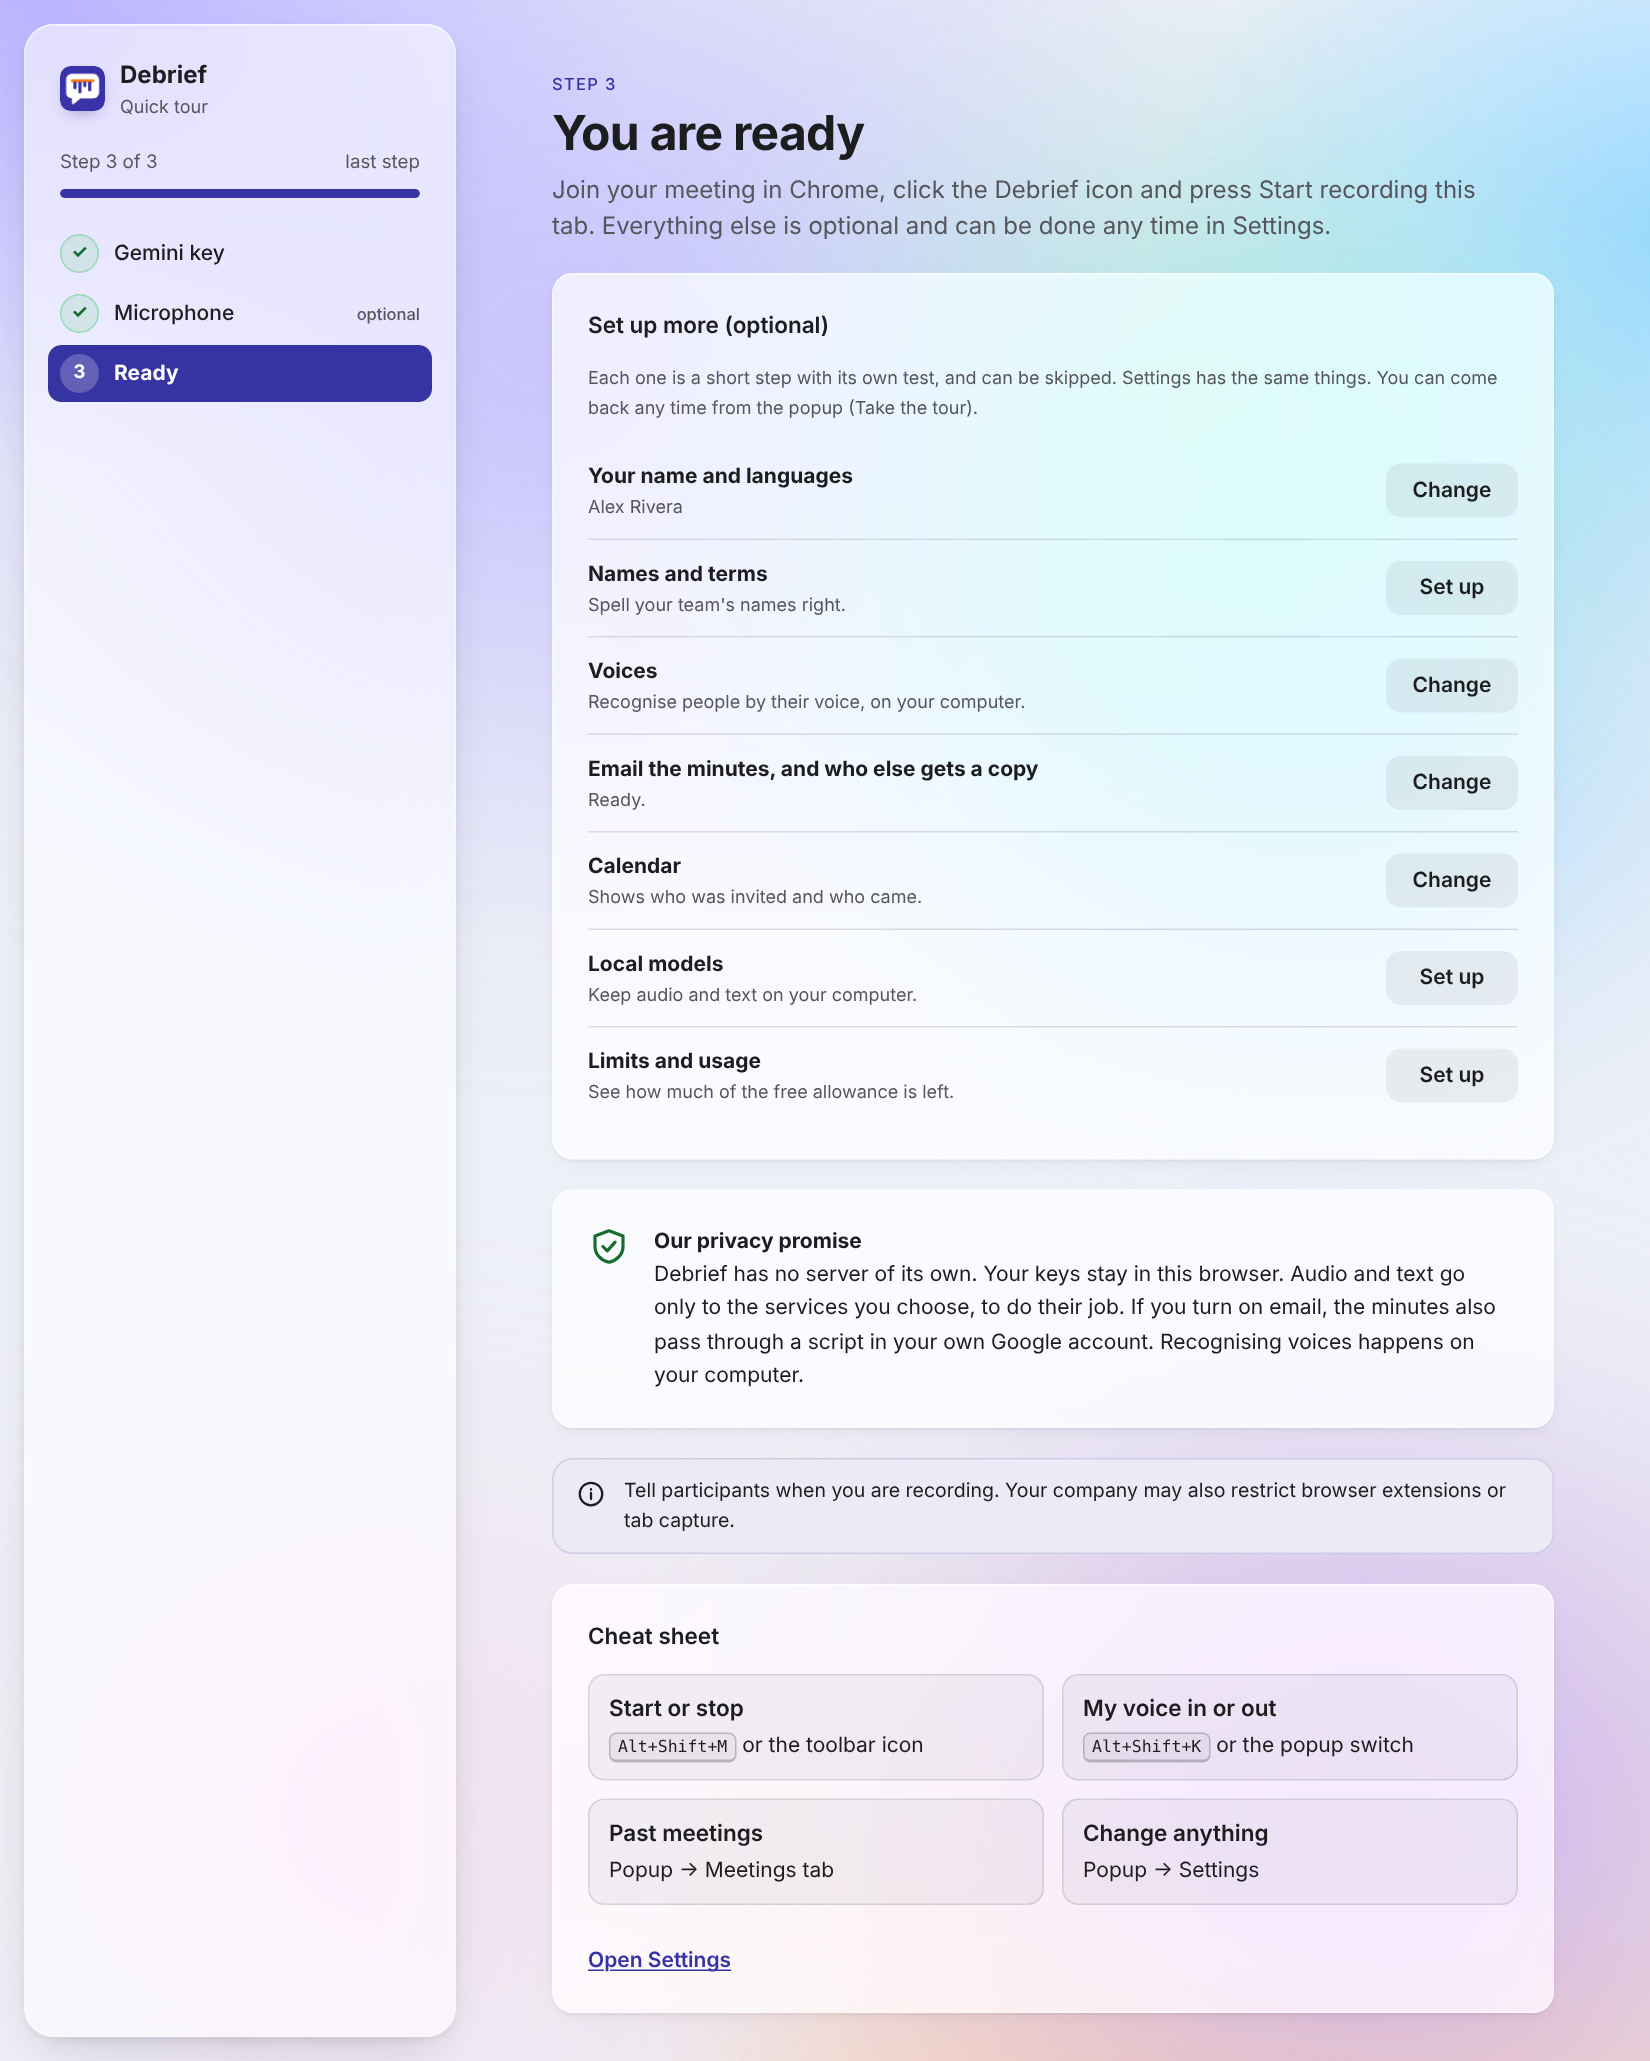 Debrief
Quick tour
Step 3 of 3
last step
Gemini key
Microphone
optional
3
Ready
STEP 3
You are ready
Join your meeting in Chrome, click the Debrief icon and press Start recording this
tab. Everything else is optional and can be done any time in Settings.
Set up more (optional)
Each one is a short step with its own test, and can be skipped. Settings has the same things. You can come
back any time from the popup (Take the tour).
Your name and languages
Alex Rivera
Change
Names and terms
Spell your team's names right.
Set up
Voices
Recognise people by their voice, on your computer.
Change
Email the minutes, and who else gets a copy
Ready.
Change
Calendar
Shows who was invited and who came.
Change
Local models
Keep audio and text on your computer.
Set up
Limits and usage
See how much of the free allowance is left.
Set up
Our privacy promise
Debrief has no server of its own. Your keys stay in this browser. Audio and text go
only to the services you choose, to do their job. If you turn on email, the minutes also
pass through a script in your own Google account. Recognising voices happens on
your computer.
Tell participants when you are recording. Your company may also restrict browser extensions or
tab capture.
Cheat sheet
Start or stop
Alt+Shift+M or the toolbar icon
My voice in or out
Alt+Shift+K or the popup switch
Past meetings
Popup → Meetings tab
Change anything
Popup → Settings
Open Settings